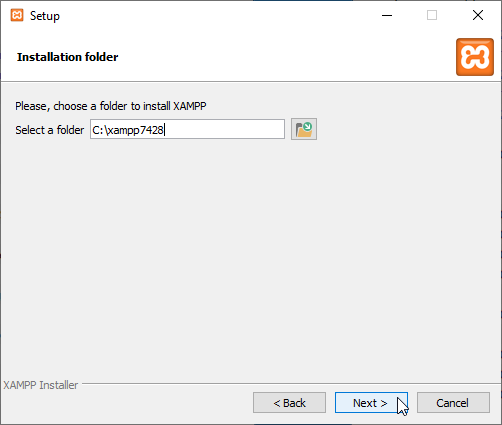 Setup
Installation folder
Please, choose a folder to install XAMPP
Select a folder C:\xampp7428
XAMPP Installer
< Back Next > Cancel